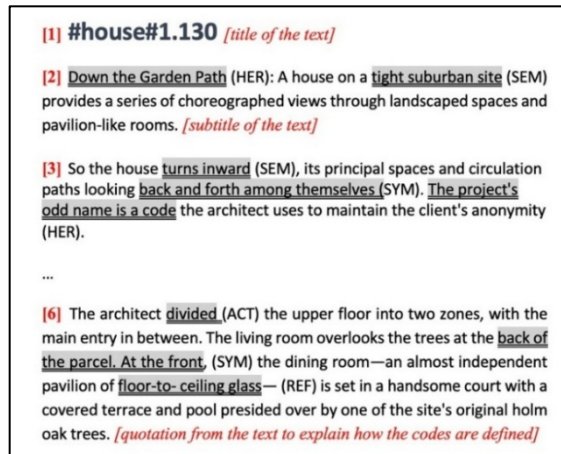 [1] #house#1.130 [title of the text]
[2] Down the Garden Path (HER): A house on a tight suburban site (SEM)
provides a series of choreographed views through landscaped spaces and
pavilion-like rooms. [subtitle of the text]
[3] So the house turns inward (SEM), its principal spaces and circulation
paths looking back and forth among themselves (SYM). The project's
odd name is a code the architect uses to maintain the client's anonymity
(HER).
...
[6] The architect divided (ACT) the upper floor into two zones, with the
main entry in between. The living room overlooks the trees at the back of
the parcel. At the front, (SYM) the dining room—an almost independent
pavilion of floor-to- ceiling glass— (REF) is set in a handsome court with a
covered terrace and pool presided over by one of the site's original holm
oak trees. [quotation from the text to explain how the codes are defined]